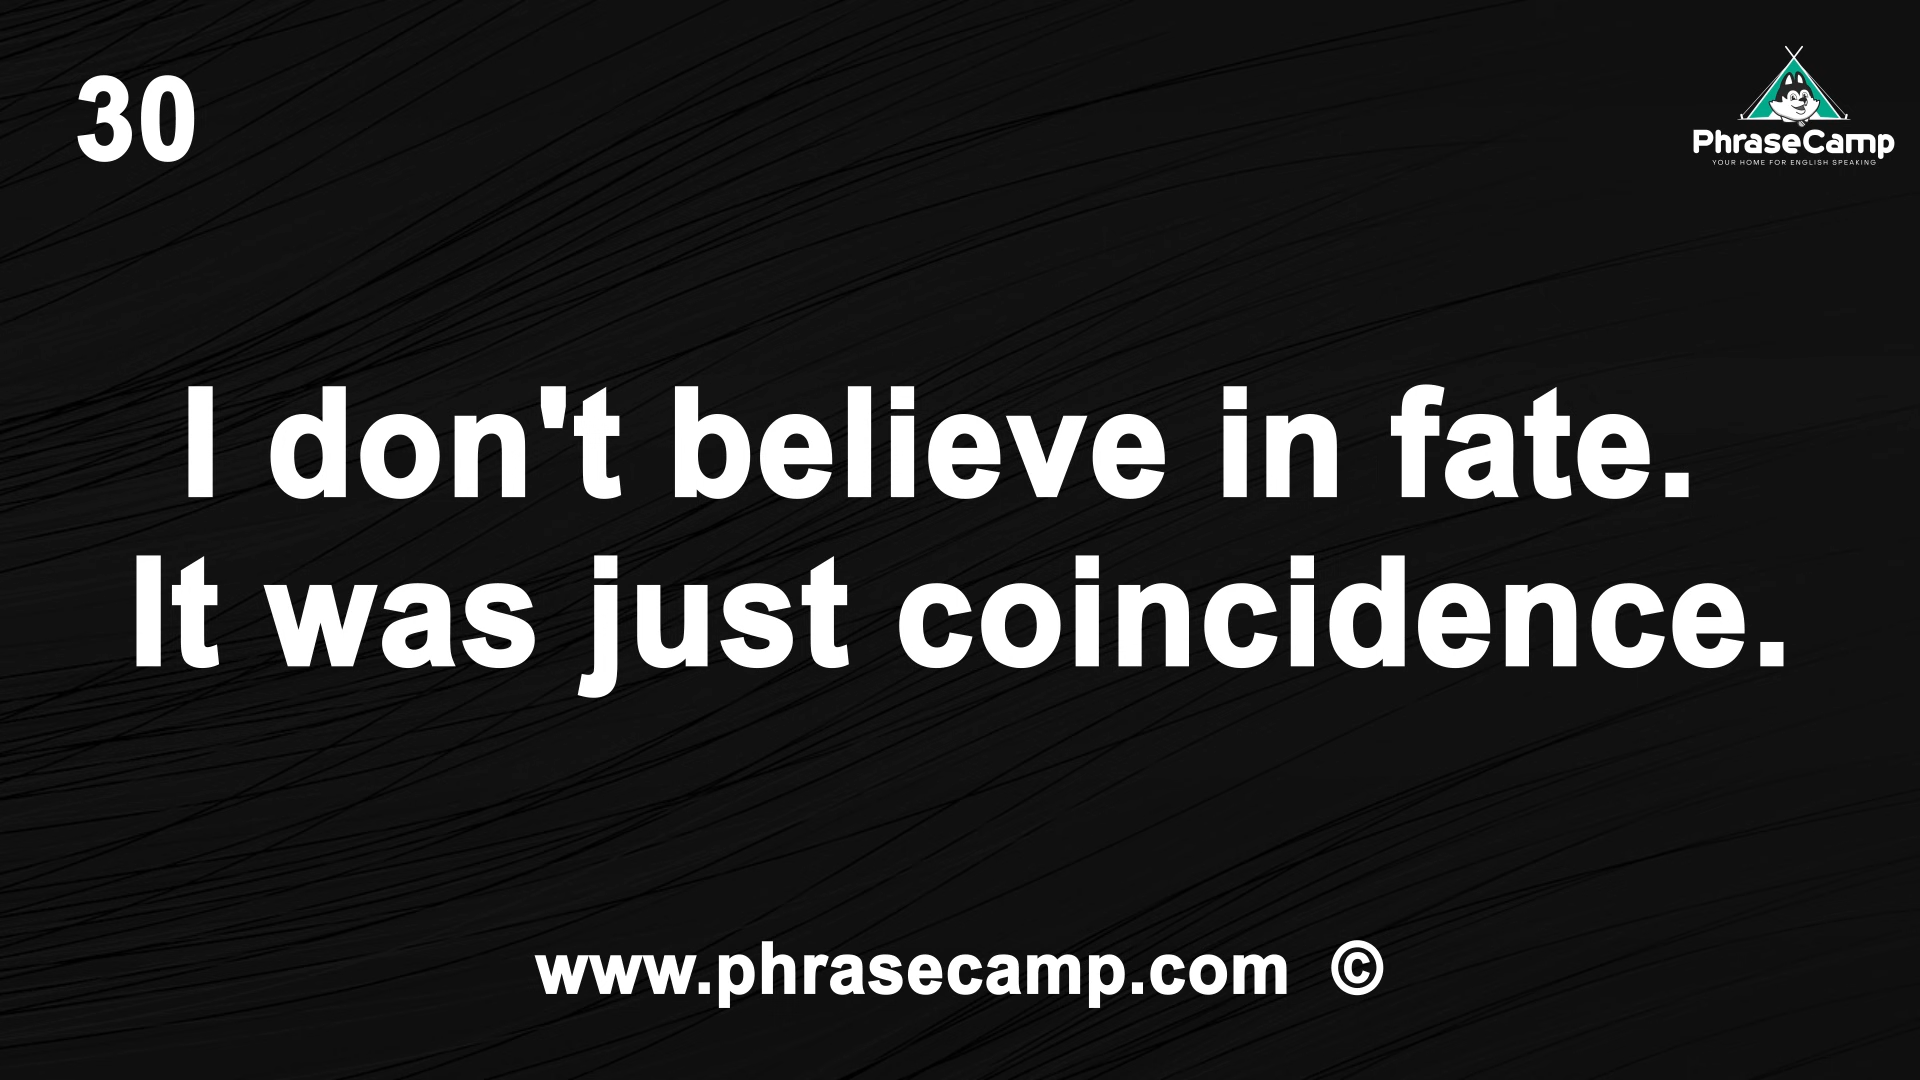 30
PhraseCamp
YOUR HOME FOR ENGLISH SPEAKING
I don't believe in fate.
It was just coincidence.
www.phrasecamp.com ©